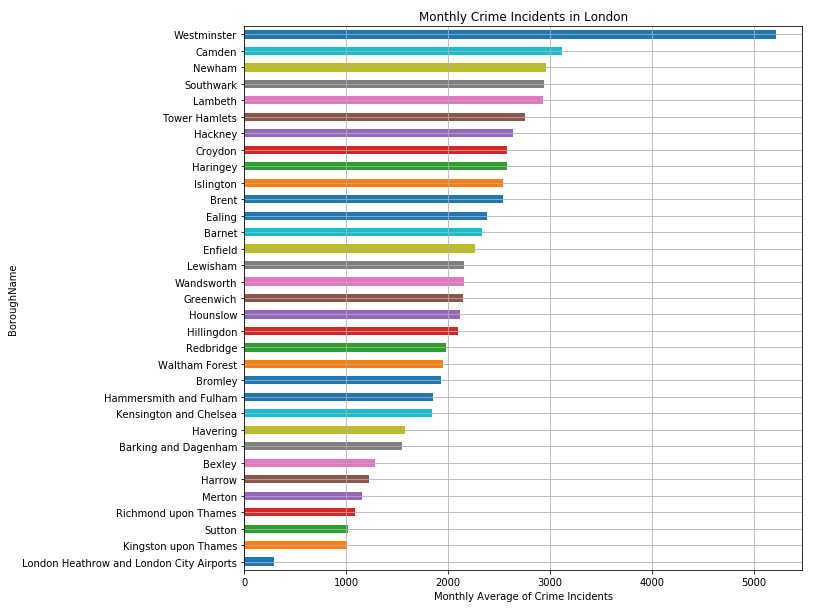 Monthly Crime Incidents in London
BoroughName
Westminster
Camden
Newham
Southwark
Lambeth
Tower Hamlets
Hackney
Croydon
Haringey
Islington
Brent
Ealing
Barnet
Enfield
Lewisham
Wandsworth
Greenwich
Hounslow
Hillingdon
Redbridge
Waltham Forest
Bromley
Hammersmith and Fulham
Kensington and Chelsea
Havering
Barking and Dagenham
Bexley
Harrow
Merton
Richmond upon Thames
Sutton
Kingston upon Thames
London Heathrow and London City Airports
0 1000 2000 3000 4000 5000
Monthly Average of Crime Incidents